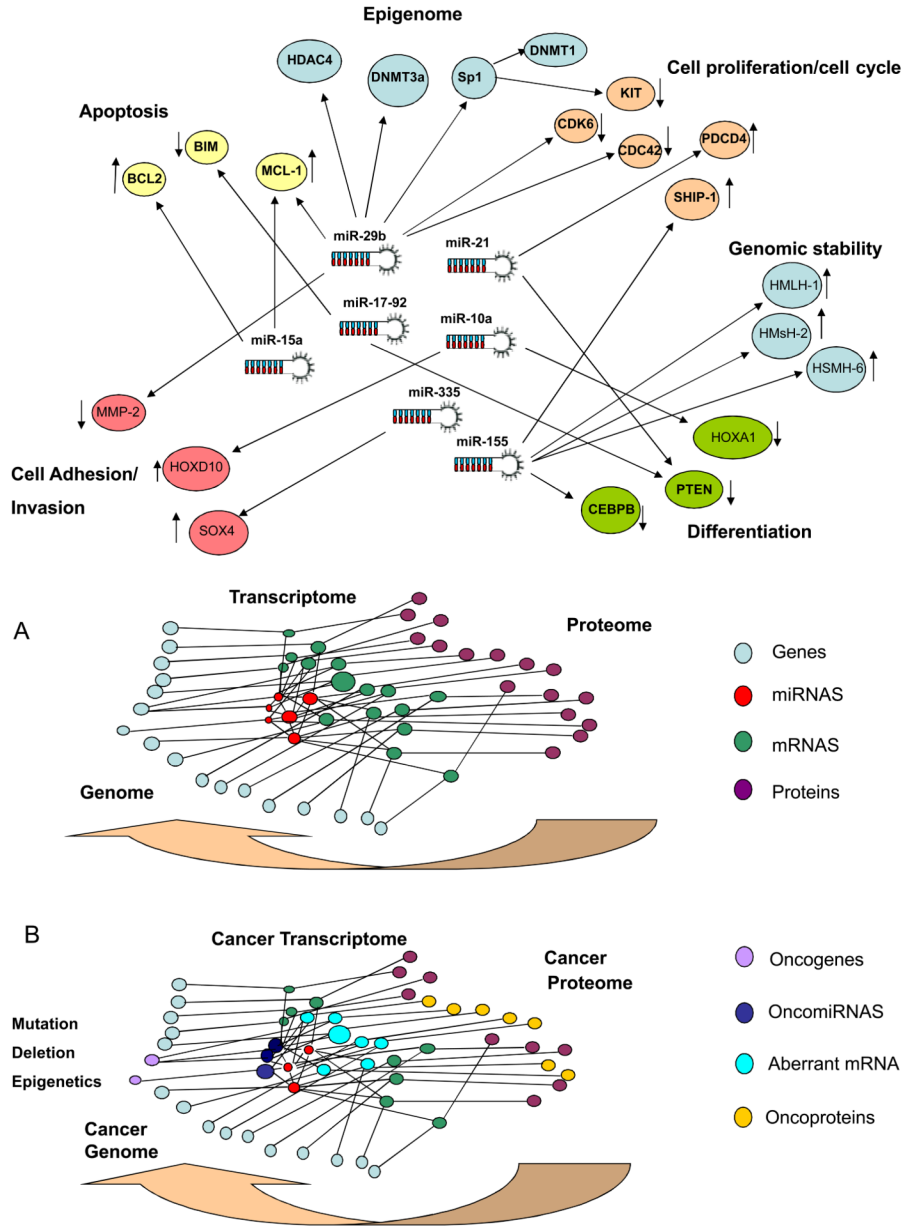 Epigenome
HDAC4
DNMT3a
Sp1
DNMT1
Cell proliferation/cell cycle
KIT
CDK6
CDC42
PDCD4
SHIP-1
Apoptosis
BIM
BCL2
MCL-1
miR-29b
miR-21
Genomic stability
HMLH-1
HMsH-2
HSMH-6
miR-17-92
miR-10a
miR-15a
miR-335
miR-155
MMP-2
HOXD10
Cell Adhesion/
Invasion
SOX4
HOXA1
PTEN
CEBPB
Differentiation
A
Transcriptome
Proteome
Genome
Genes
miRNAS
mRNAS
Proteins
B
Cancer Transcriptome
Cancer
Proteome
Mutation
Deletion
Epigenetics
Cancer
Genome
Oncogenes
OncomiRNAS
Aberrant mRNA
Oncoproteins